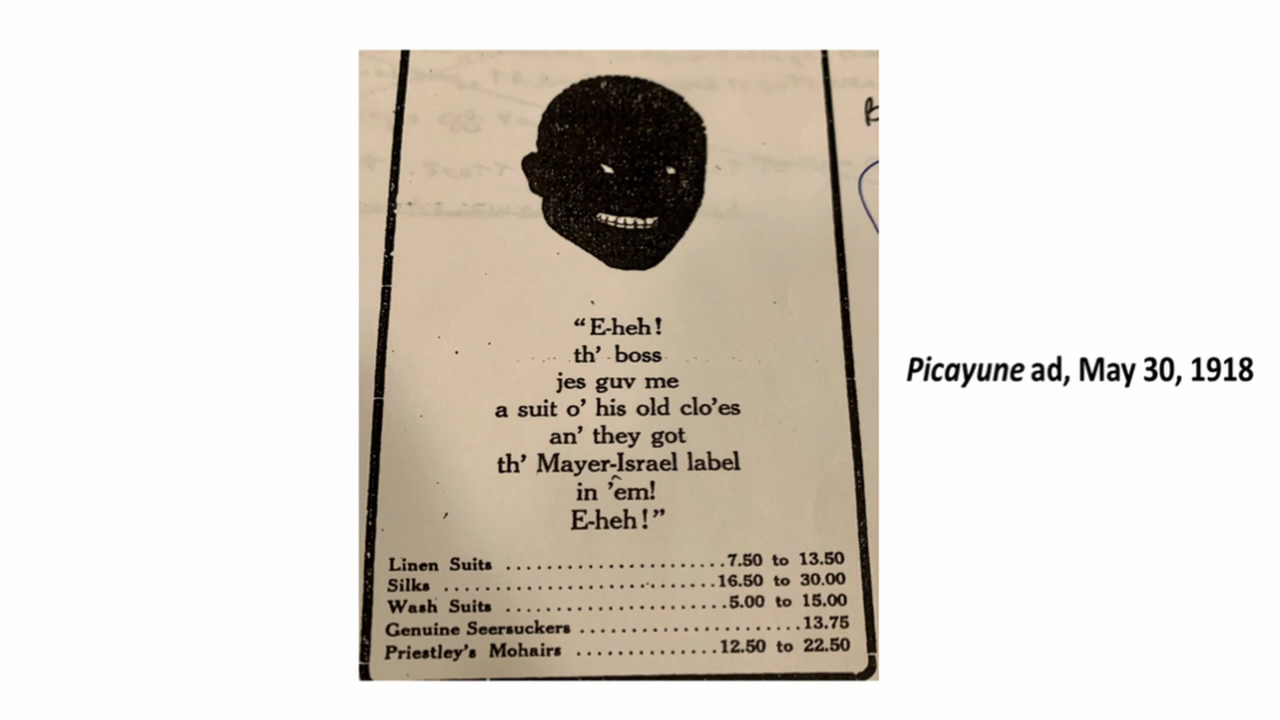 “E-heh!
th’ boss
jes guv me
a suit o’ his old clo’es
an’ they got
th’ Mayer-Israel label
in ’em!
E-heh!”
Linen Suits ........................7.50 to 13.50
Silks ..............................16.50 to 30.00
Wash Suits ........................5.00 to 15.00
Genuine Seersuckers ........................13.75
Priestley’s Mohairs ...............12.50 to 22.50
Picayune ad, May 30, 1918